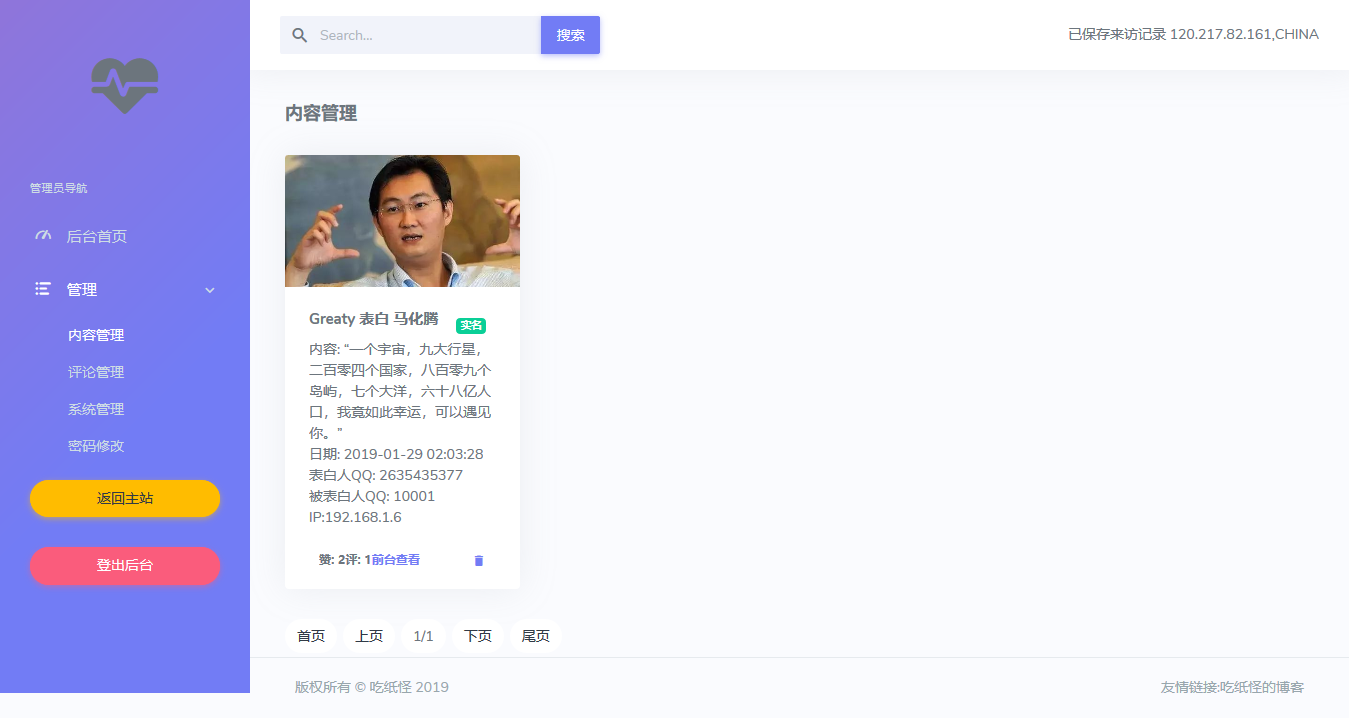 Search...
搜索
已保存来访记录 120.217.82.161,CHINA
管理员导航
后台首页
管理
内容管理
评论管理
系统管理
密码修改
返回主站
登出后台
内容管理
Greaty 表白 马化腾 实名
内容: “一个宇宙，九大行星，
二百零四个国家，八百零九个
岛屿，七个大洋，六十八亿人
口，我竟如此幸运，可以遇见
你。”
日期: 2019-01-29 02:03:28
表白人QQ: 2635435377
被表白人QQ: 10001
IP:192.168.1.6
赞: 2评: 1前台查看
首页 上页 1/1 下页 尾页
版权所有 © 吃纸怪 2019
友情链接:吃纸怪的博客